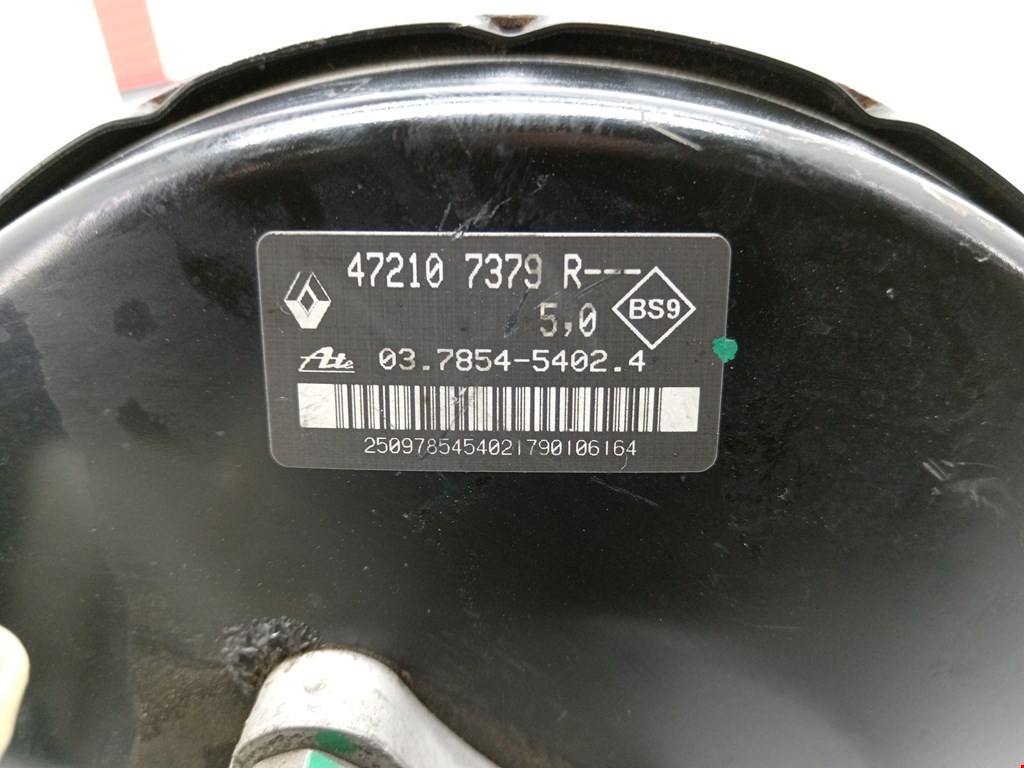 47210 7379 R---
5,0
BS9
Ate 03.7854-5402.4
2509785454021790106164